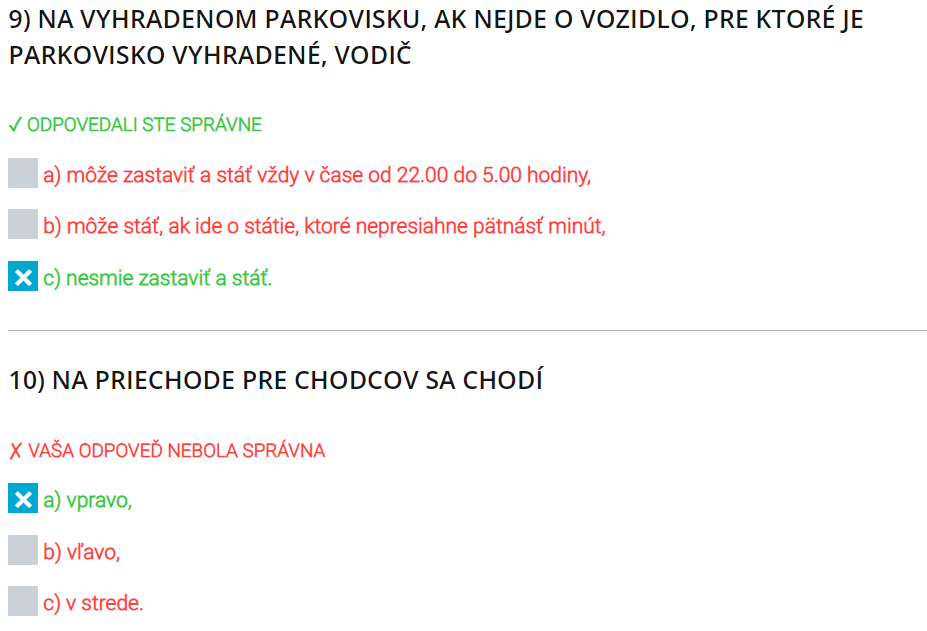 9) NA VYHRADENOM PARKOVISKU, AK NEJDE O VOZIDLO, PRE KTORÉ JE
PARKOVISKO VYHRADENÉ, VODIČ
✓ ODPOVEDALI STE SPRÁVNE
a) môže zastaviť a stáť vždy v čase od 22.00 do 5.00 hodiny,
b) môže stáť, ak ide o státie, ktoré nepresiahne pätnásť minút,
c) nesmie zastaviť a stáť.
10) NA PRIECHODE PRE CHODCOV SA CHODÍ
✗ VAŠA ODPOVEĎ NEBOLA SPRÁVNA
a) vpravo,
b) vľavo,
c) v strede.